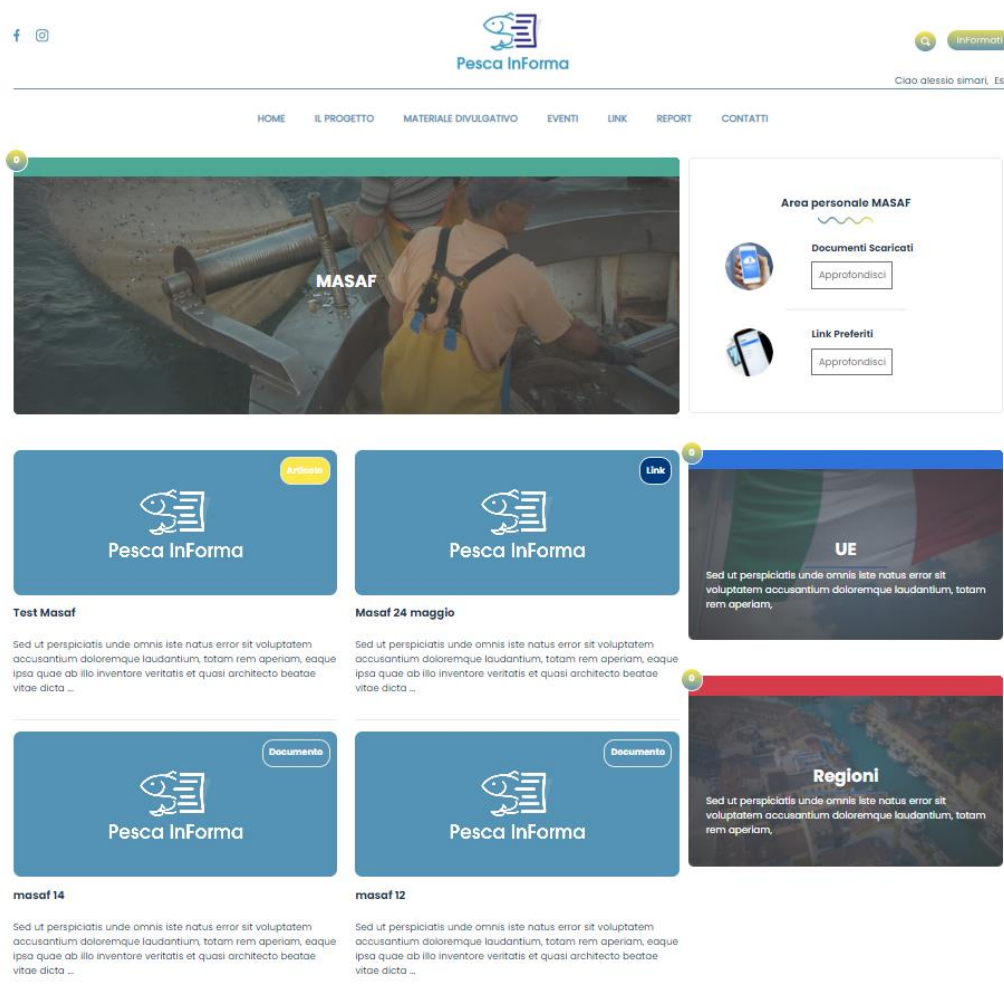 Pesca InForma
InFormati
Ciao alessio simari, Es
HOME IL PROGETTO MATERIALE DIVULGATIVO EVENTI LINK REPORT CONTATTI
0
MASAF
Area personale MASAF
Documenti Scaricati
Approfondisci
Link Preferiti
Approfondisci
Articolo
Pesca InForma
Test Masaf
Sed ut perspiciatis unde omnis iste natus error sit voluptatem
accusantium doloremque laudantium, totam rem aperiam, eaque
ipsa quae ab illo inventore veritatis et quasi architecto beatae
vitae dicta ...
Link
Pesca InForma
Masaf 24 maggio
Sed ut perspiciatis unde omnis iste natus error sit voluptatem
accusantium doloremque laudantium, totam rem aperiam, eaque
ipsa quae ab illo inventore veritatis et quasi architecto beatae
vitae dicta ...
0
UE
Sed ut perspiciatis unde omnis iste natus error sit
voluptatem accusantium doloremque laudantium, totam
rem aperiam,
0
Regioni
Sed ut perspiciatis unde omnis iste natus error sit
voluptatem accusantium doloremque laudantium, totam
rem aperiam,
Documento
Pesca InForma
masaf 14
Sed ut perspiciatis unde omnis iste natus error sit voluptatem
accusantium doloremque laudantium, totam rem aperiam, eaque
ipsa quae ab illo inventore veritatis et quasi architecto beatae
vitae dicta ...
Documento
Pesca InForma
masaf 12
Sed ut perspiciatis unde omnis iste natus error sit voluptatem
accusantium doloremque laudantium, totam rem aperiam, eaque
ipsa quae ab illo inventore veritatis et quasi architecto beatae
vitae dicta ...